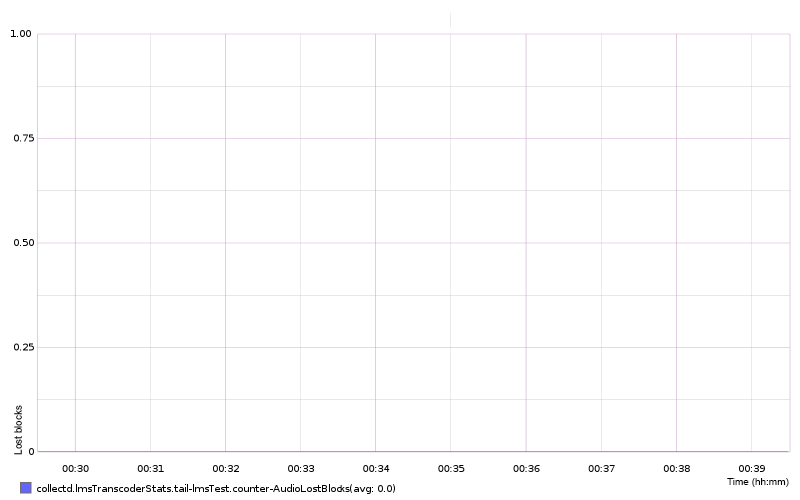 1.00
0.75
0.50
0.25
0
Lost blocks
00:30 00:31 00:32 00:33 00:34 00:35 00:36 00:37 00:38 00:39
Time (hh:mm)
collectd.lmsTranscoderStats.tail-lmsTest.counter-AudioLostBlocks(avg: 0.0)